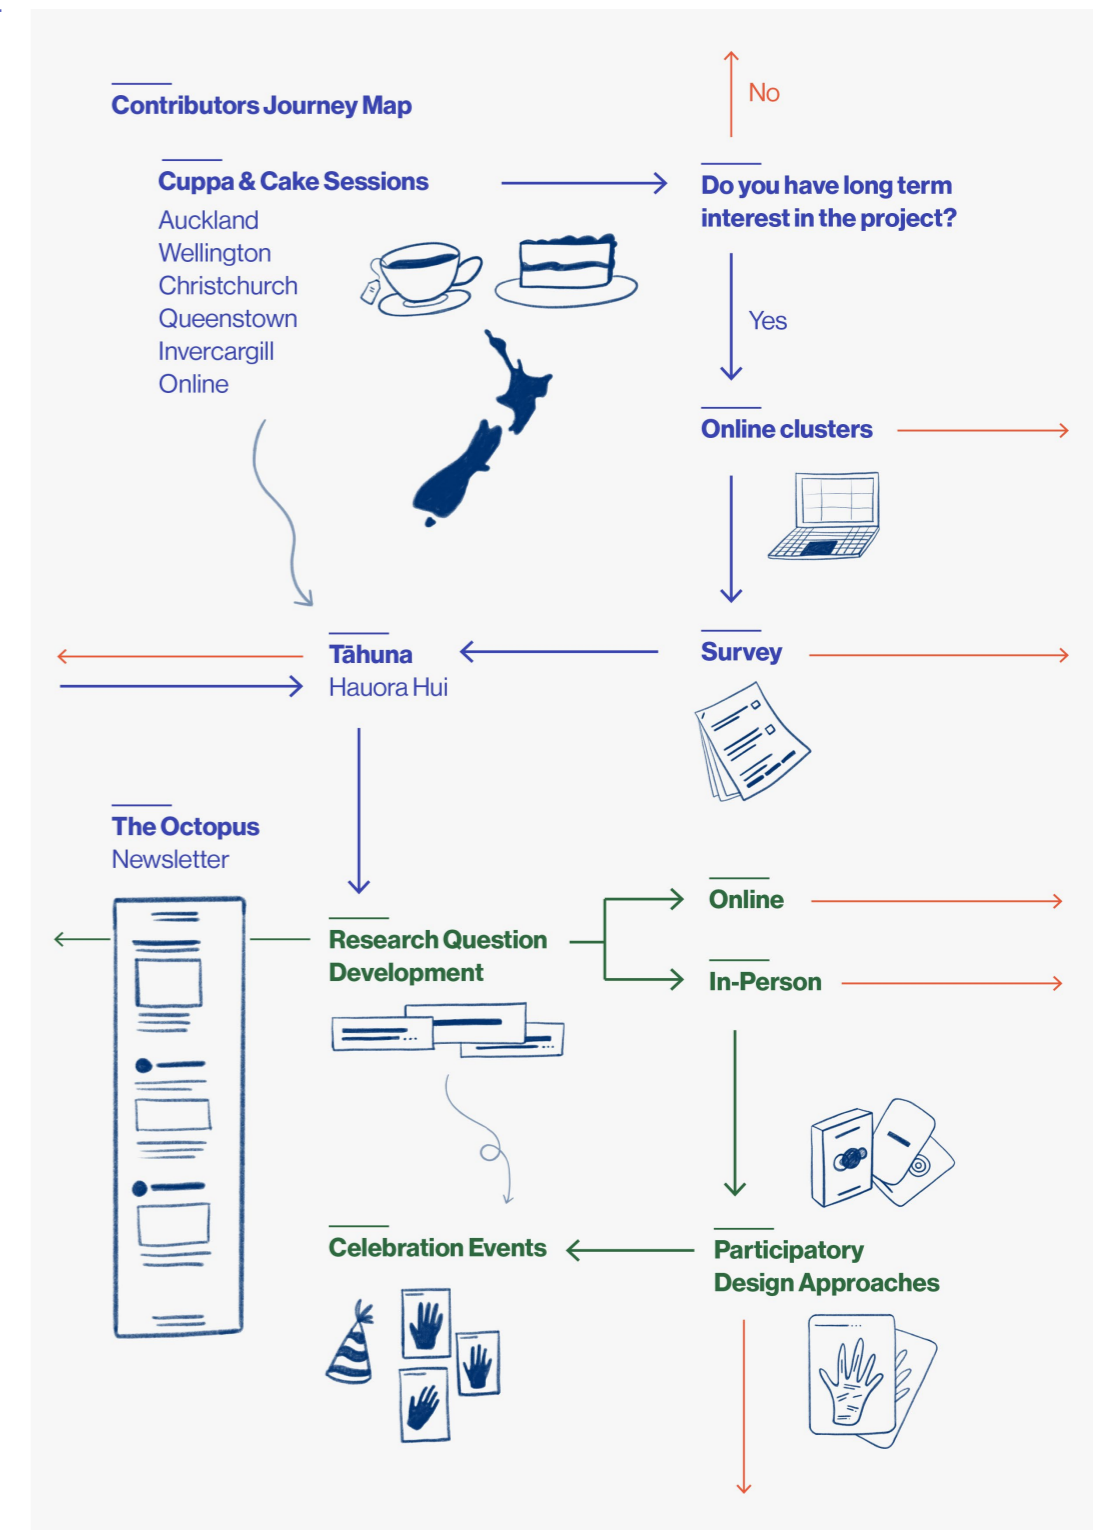 Contributors Journey Map
Cuppa & Cake Sessions
Auckland
Wellington
Christchurch
Queenstown
Invercargill
Online
No
Do you have long term
interest in the project?
Yes
Online clusters
Survey
Tāhuna
Hauora Hui
The Octopus
Newsletter
Research Question
Development
Online
In-Person
Participatory
Design Approaches
Celebration Events